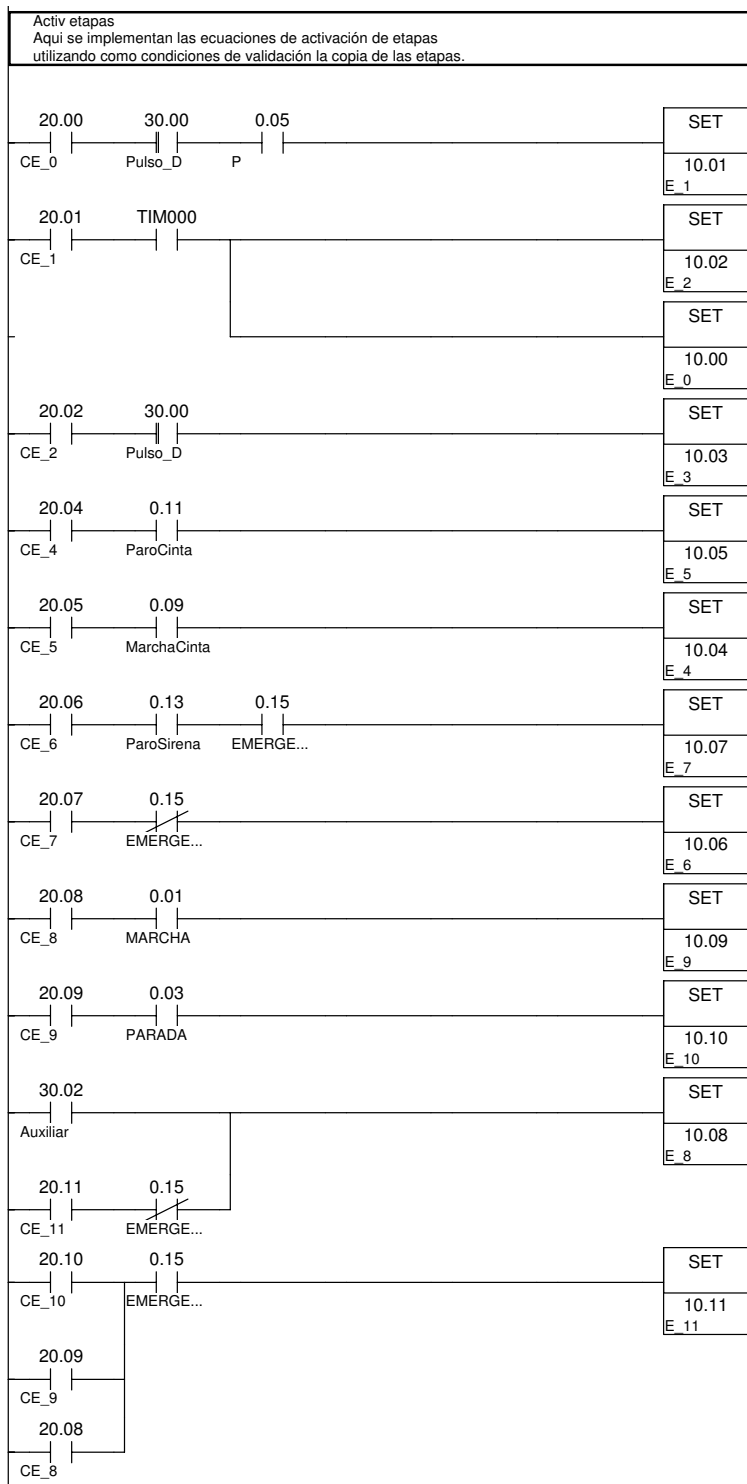 Activ etapas
Aqui se implementan las ecuaciones de activación de etapas
utilizando como condiciones de validación la copia de las etapas.
20.00 30.00 0.05 SET
CE_0 Pulso_D P 10.01
E_1
20.01 TIM000 SET
CE_1 10.02
E_2
SET
10.00
E_0
20.02 30.00 SET
CE_2 Pulso_D 10.03
E_3
20.04 0.11 SET
CE_4 ParoCinta 10.05
E_5
20.05 0.09 SET
CE_5 MarchaCinta 10.04
E_4
20.06 0.13 0.15 SET
CE_6 ParoSirena EMERGE... 10.07
E_7
20.07 0.15 SET
CE_7 EMERGE... 10.06
E_6
20.08 0.01 SET
CE_8 MARCHA 10.09
E_9
20.09 0.03 SET
CE_9 PARADA 10.10
E_10
30.02 SET
Auxiliar 10.08
E_8
20.11 0.15
CE_11 EMERGE...
20.10 0.15 SET
CE_10 EMERGE... 10.11
E_11
20.09
CE_9
20.08
CE_8